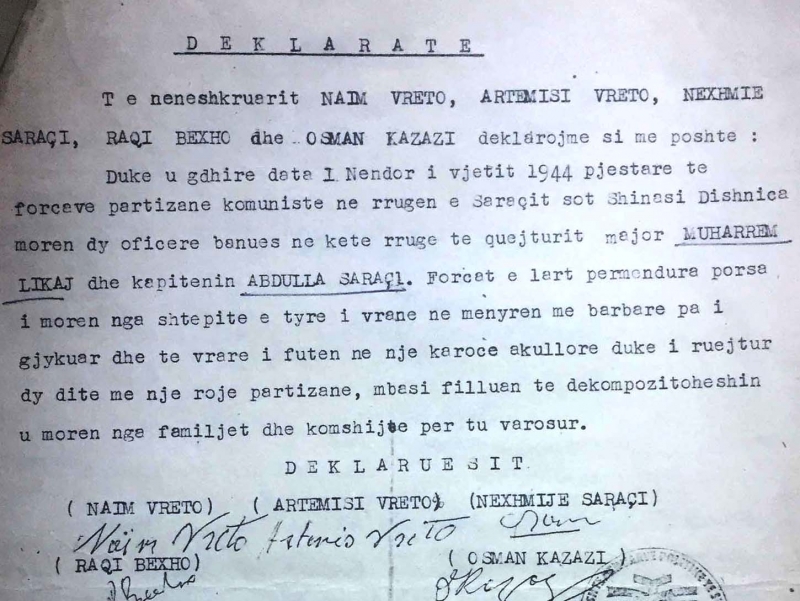 D E K L A R A T E
T e neneshkruarit NAIM VRETO, ARTEMISI VRETO, NEXHMIE
SARAÇI, RAQI BEXHO dhe OSMAN KAZAZI deklarojme si me poshte :
Duke u gdhire data I Nendor i vjetit 1944 pjestare te
forcave partizane komuniste ne rrugen e Saraçit sot Shinasi Dishnica
moren dy oficere banues ne kete rruge te quejturit major MUHARREM
LIKAJ dhe kapitenin ABDULLA SARAÇI. Forcat e lart permendura porsa
i moren nga shtepite e tyre i vrane ne menyren me barbare pa i
gjykuar dhe te vrare i futen ne nje karoce akullore duke i ruejtur
dy dite me nje roje partizane, mbasi filluan te dekompozitoheshin
u moren nga familjet dhe komshijte per tu varosur.
D E K L A R U E S I T
( NAIM VRETO) ( ARTEMISI VRETO) (NEXHMIJE SARAÇI)
Naim Vreto Artemis Vreto
( RAQI BEXHO) ( OSMAN KAZAZI )